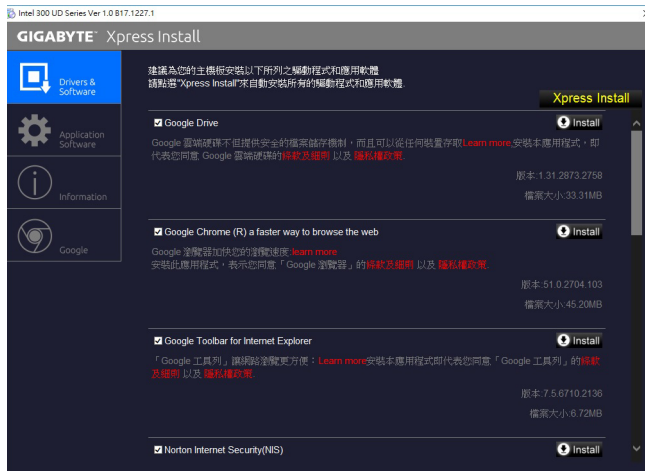 Intel 300 UD Series Ver 1.0 B17.1227.1
GIGABYTE™ Xpress Install
Drivers &
Software
Application
Software
Information
Google
建議為您的主機板安裝以下所列之驅動程式和應用軟體
請點選"Xpress Install"來自動安裝所有的驅動程式和應用軟體.
Xpress Install
Google Drive
Install
Google 雲端硬碟不但提供安全的檔案儲存機制，而且可以從任何裝置存取Learn more,安裝本應用程式，即
代表您同意 Google 雲端硬碟的條款及細則 以及 隱私權政策.
版本:1.31.2873.2758
檔案大小:33.31MB
Google Chrome (R) a faster way to browse the web
Install
Google 瀏覽器加快您的瀏覽速度:learn more
安裝此應用程式，表示您同意「Google 瀏覽器」的條款及細則 以及 隱私權政策.
版本:51.0.2704.103
檔案大小:45.20MB
Google Toolbar for Internet Explorer
Install
「Google 工具列」讓網路瀏覽更方便：Learn more安裝本應用程式即代表您同意「Google 工具列」的條款
及細則 以及 隱私權政策.
版本:7.5.6710.2136
檔案大小:6.72MB
Norton Internet Security(NIS)
Install